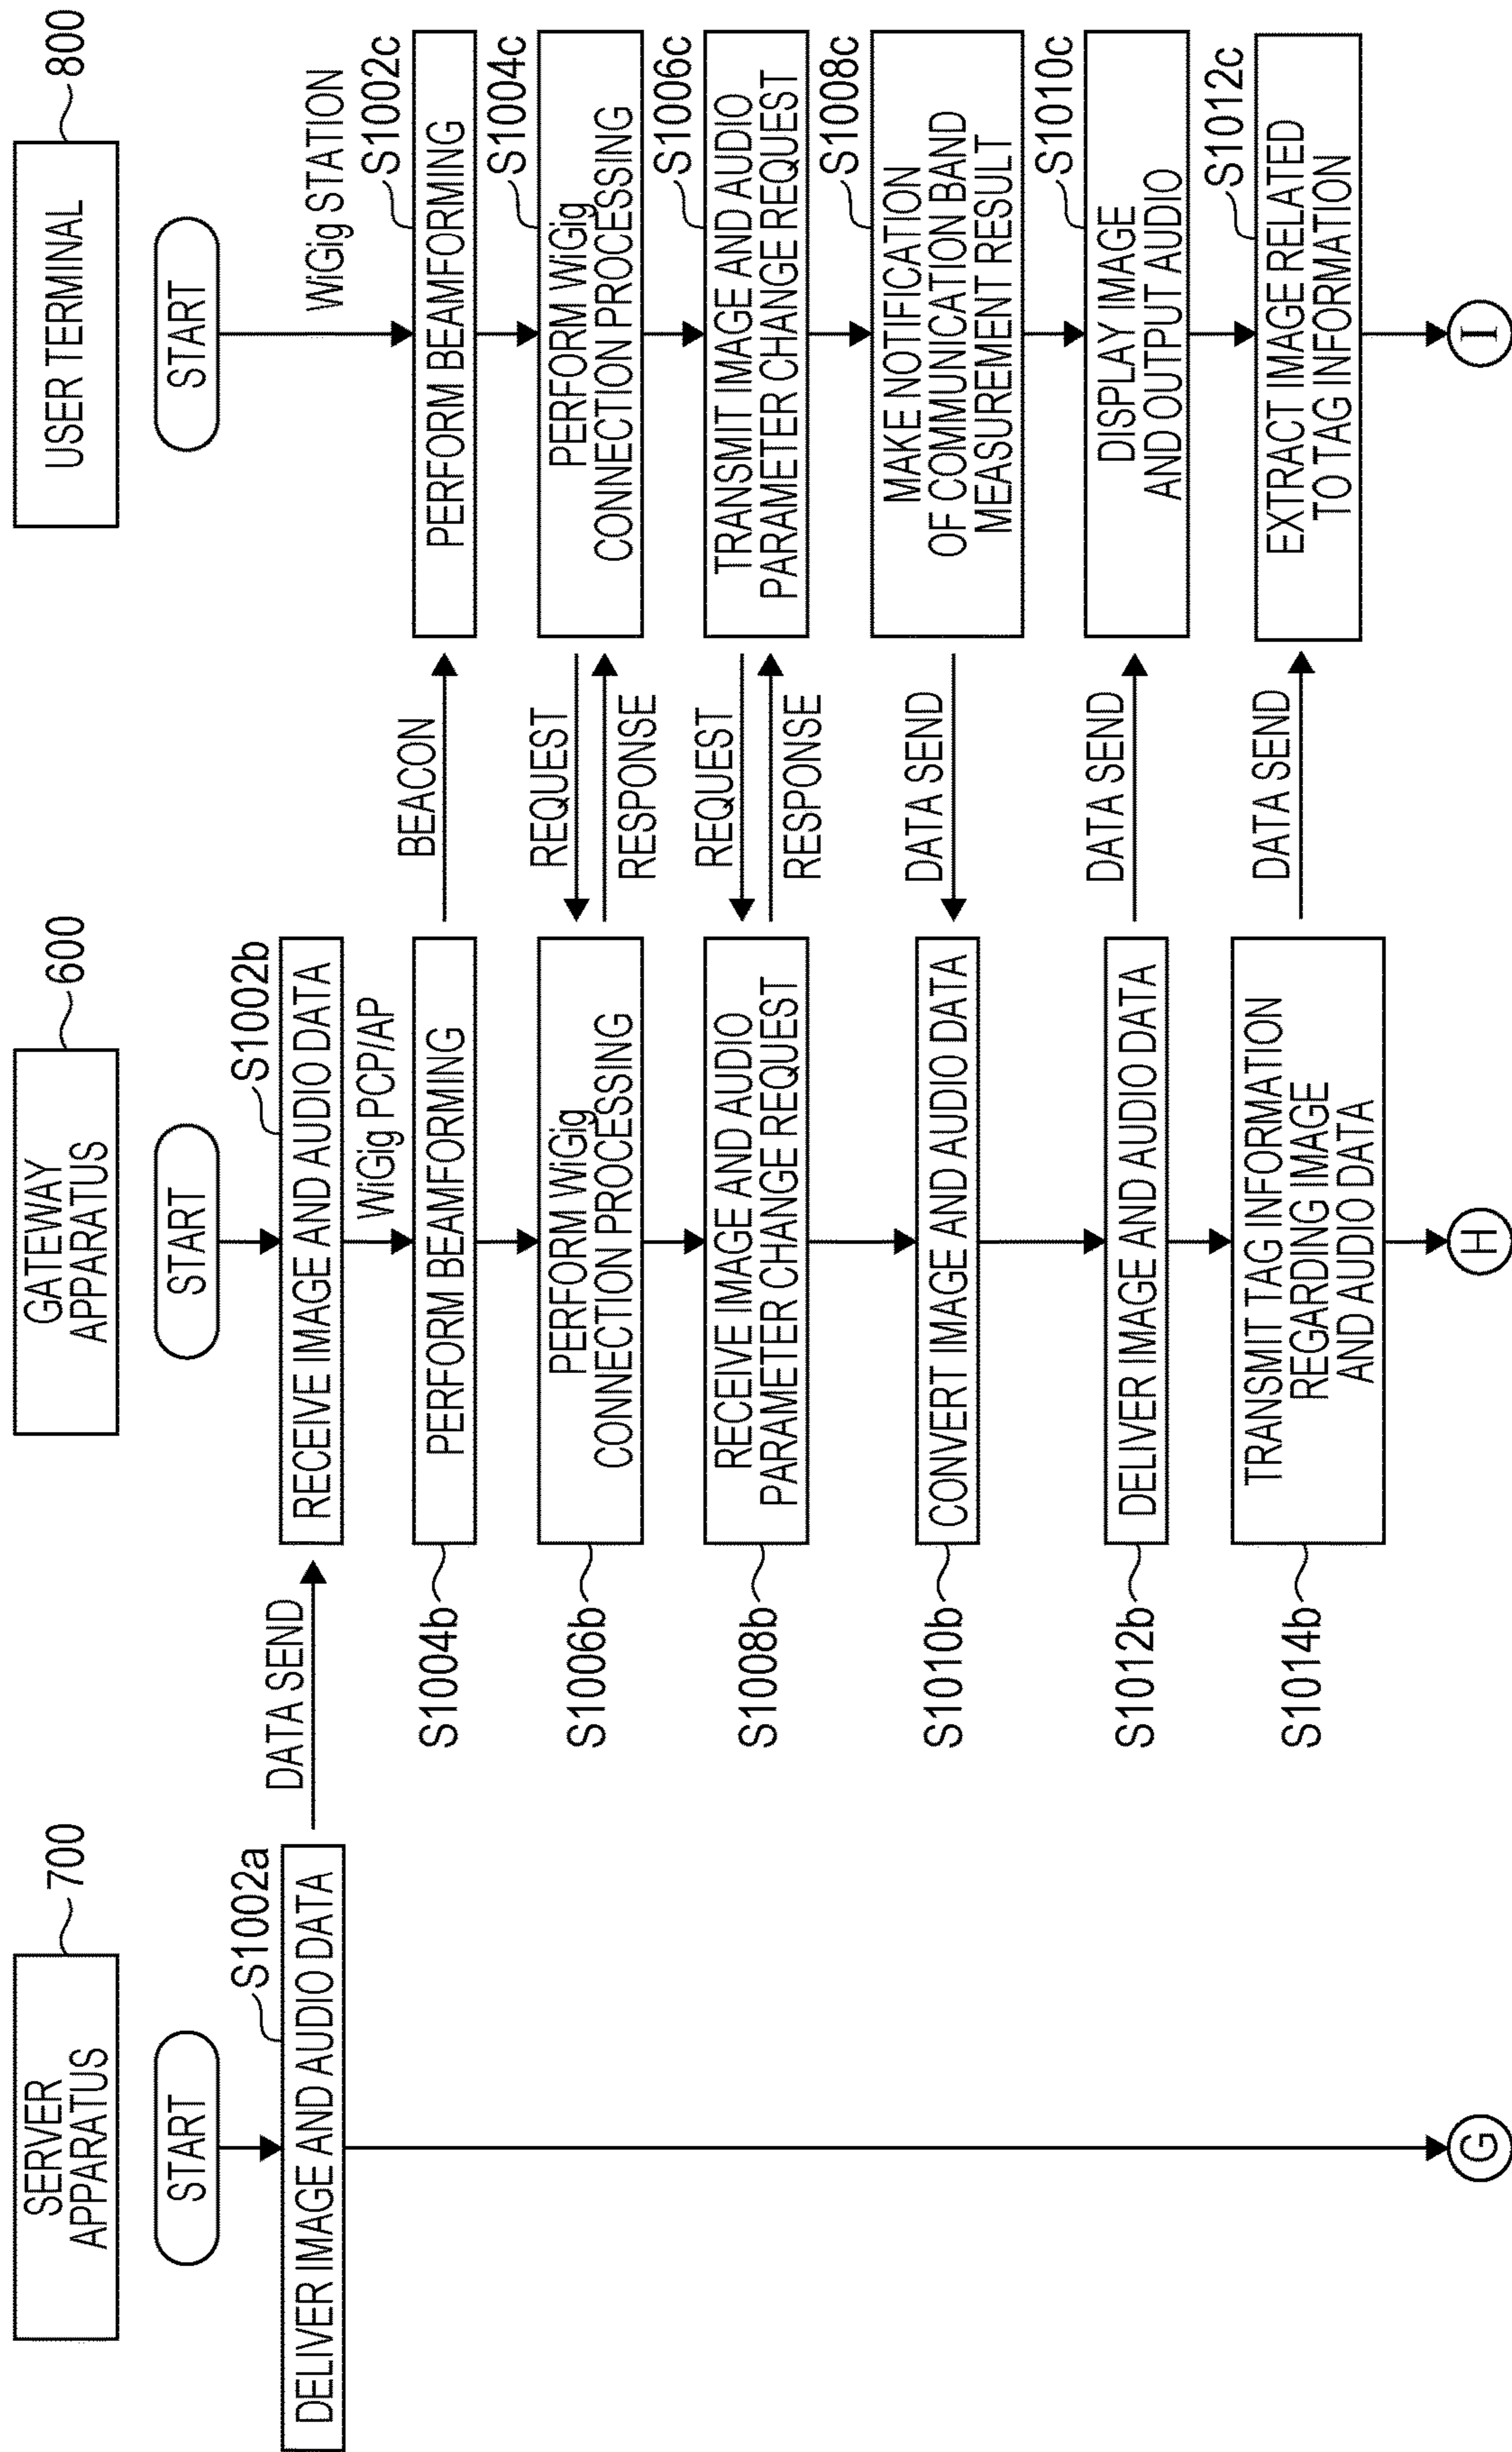 SERVER
APPARATUS
700
START
S1002a
DELIVER IMAGE AND AUDIO DATA
G
DATA SEND
GATEWAY
APPARATUS
600
START
S1002b
RECEIVE IMAGE AND AUDIO DATA
WiGig PCP/AP
PERFORM BEAMFORMING
S1004b
PERFORM WiGig
CONNECTION PROCESSING
S1006b
RECEIVE IMAGE AND AUDIO
PARAMETER CHANGE REQUEST
S1008b
CONVERT IMAGE AND AUDIO DATA
S1010b
DELIVER IMAGE AND AUDIO DATA
S1012b
TRANSMIT TAG INFORMATION
REGARDING IMAGE
AND AUDIO DATA
S1014b
H
BEACON
REQUEST
RESPONSE
REQUEST
RESPONSE
DATA SEND
DATA SEND
DATA SEND
USER TERMINAL
800
START
WiGig STATION
S1002c
PERFORM BEAMFORMING
S1004c
PERFORM WiGig
CONNECTION PROCESSING
S1006c
TRANSMIT IMAGE AND AUDIO
PARAMETER CHANGE REQUEST
S1008c
MAKE NOTIFICATION
OF COMMUNICATION BAND
MEASUREMENT RESULT
S1010c
DISPLAY IMAGE
AND OUTPUT AUDIO
S1012c
EXTRACT IMAGE RELATED
TO TAG INFORMATION
I